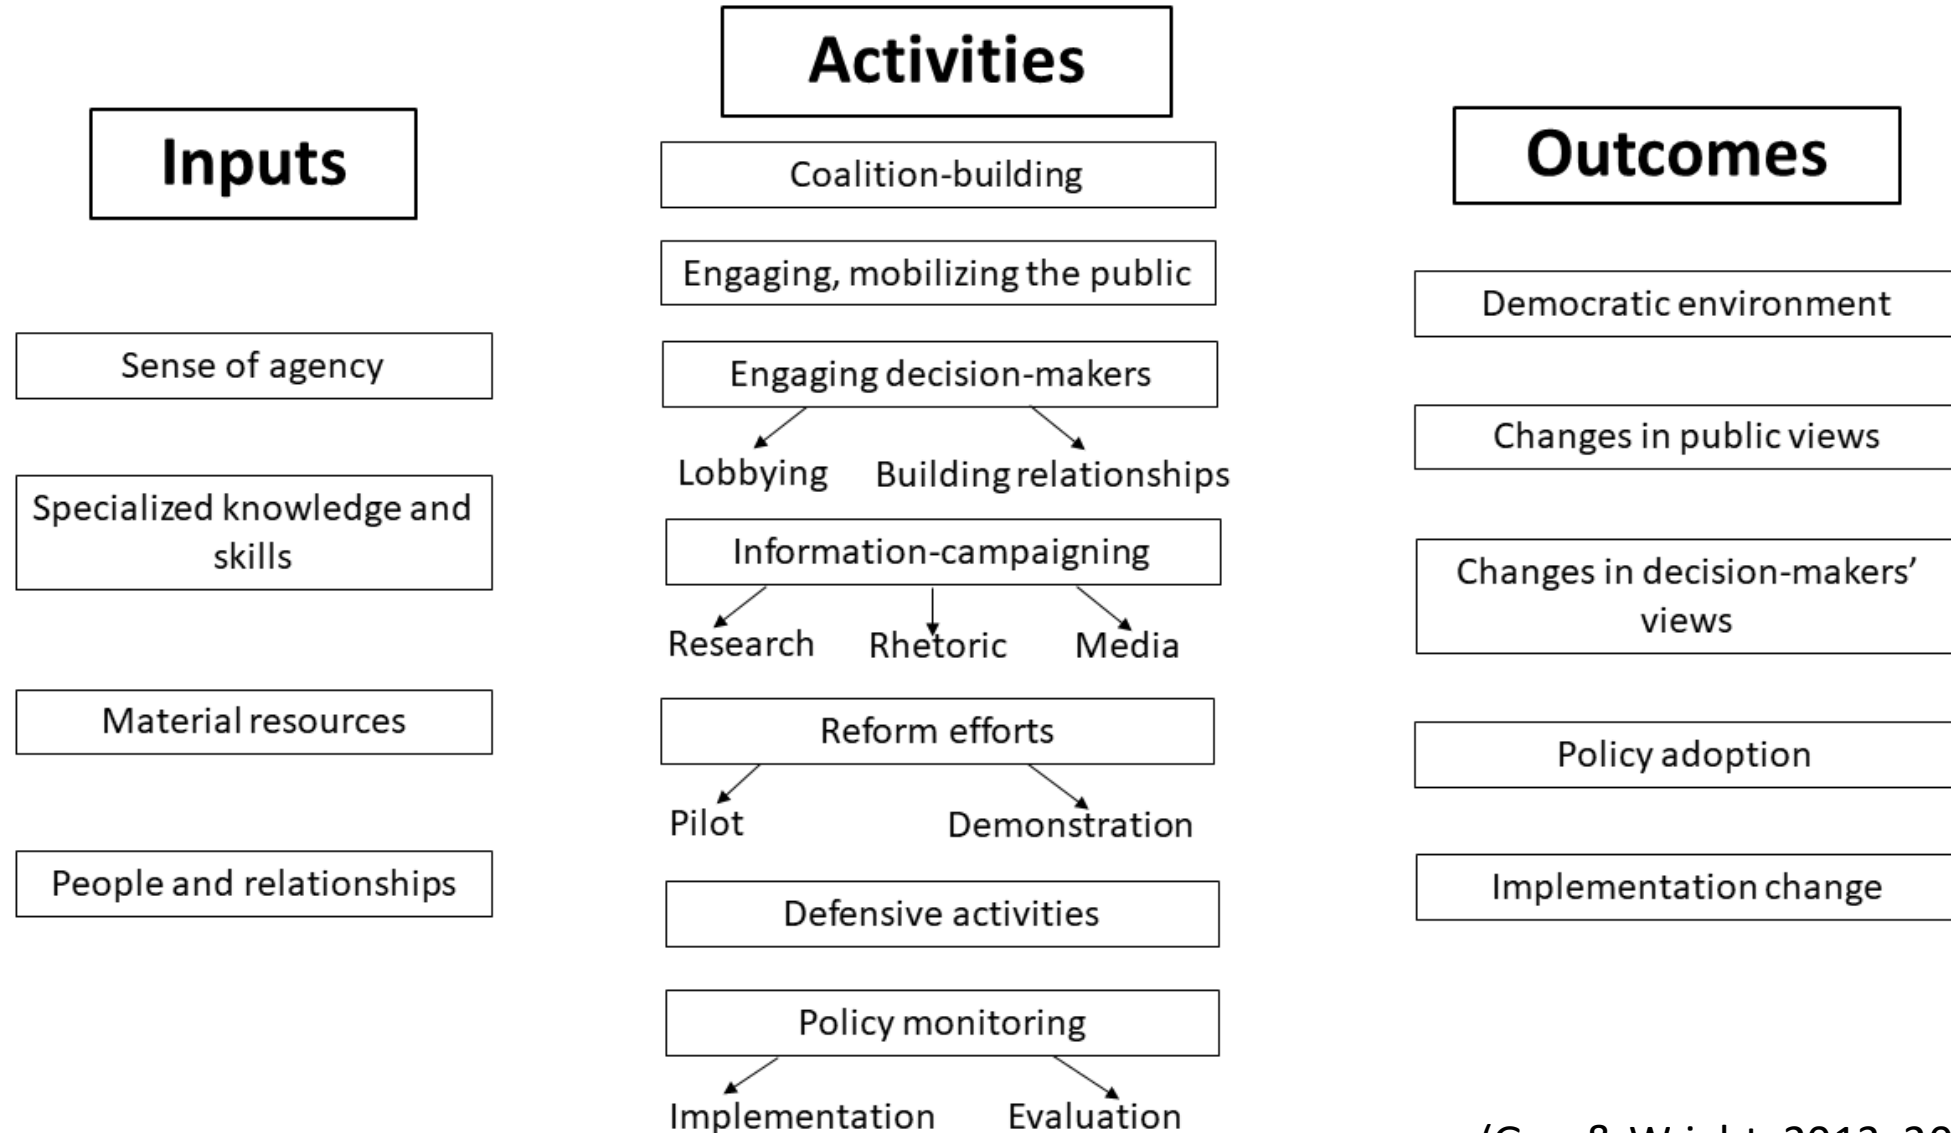 Activities
Inputs
Outcomes
Coalition-building
Engaging, mobilizing the public
Democratic environment
Sense of agency
Engaging decision-makers
Changes in public views
Lobbying Building relationships
Specialized knowledge and
skills
Information-campaigning
Changes in decision-makers’
views
Research Rhetoric Media
Material resources
Reform efforts
Policy adoption
Pilot Demonstration
People and relationships
Implementation change
Defensive activities
Policy monitoring
Implementation Evaluation
& Wright, 2012,